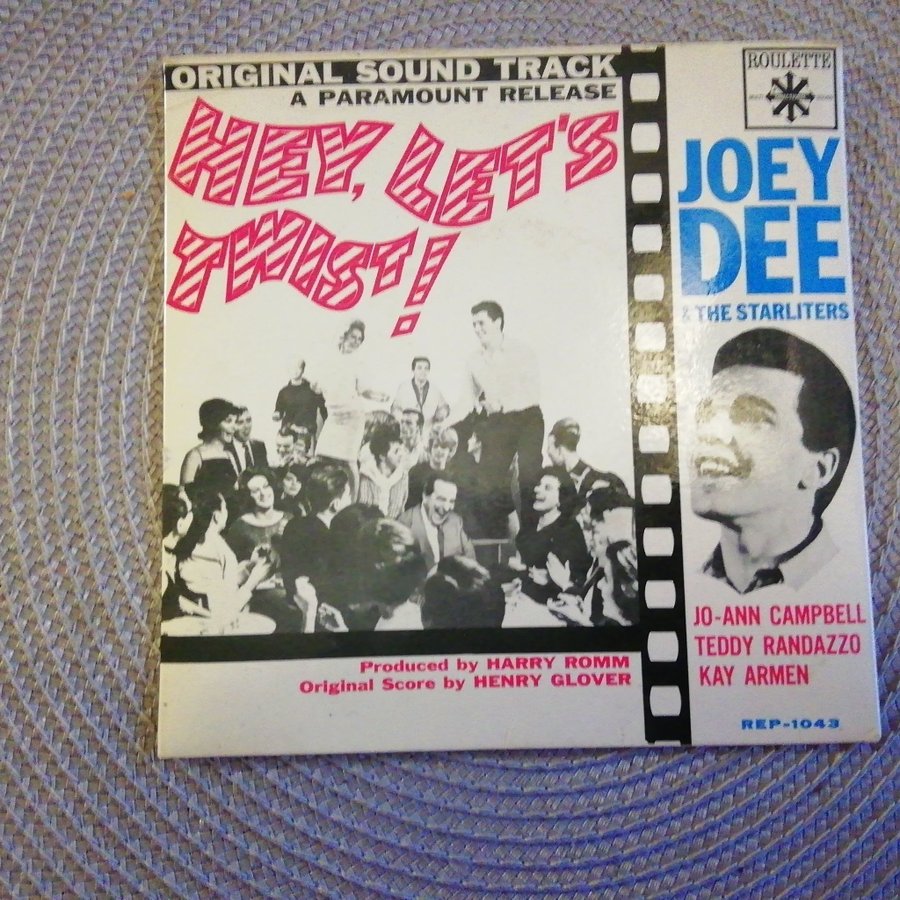 ORIGINAL SOUND TRACK
A PARAMOUNT RELEASE
HEY, LET'S
TWIST!
ROULETTE
JOEY
DEE
& THE STARLITERS
JO-ANN CAMPBELL
TEDDY RANDAZZO
KAY ARMEN
Produced by HARRY ROMM
Original Score by HENRY GLOVER
REP-1043